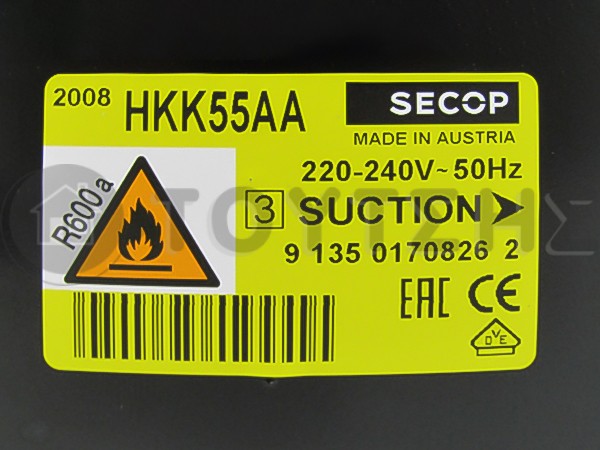 2008 HKK55AA SECOP
MADE IN AUSTRIA
220-240V~50Hz
R600a
3 SUCTION
9 135 0170826 2
EAC CE
DVE
ΤΟΥΤΖΗΣ